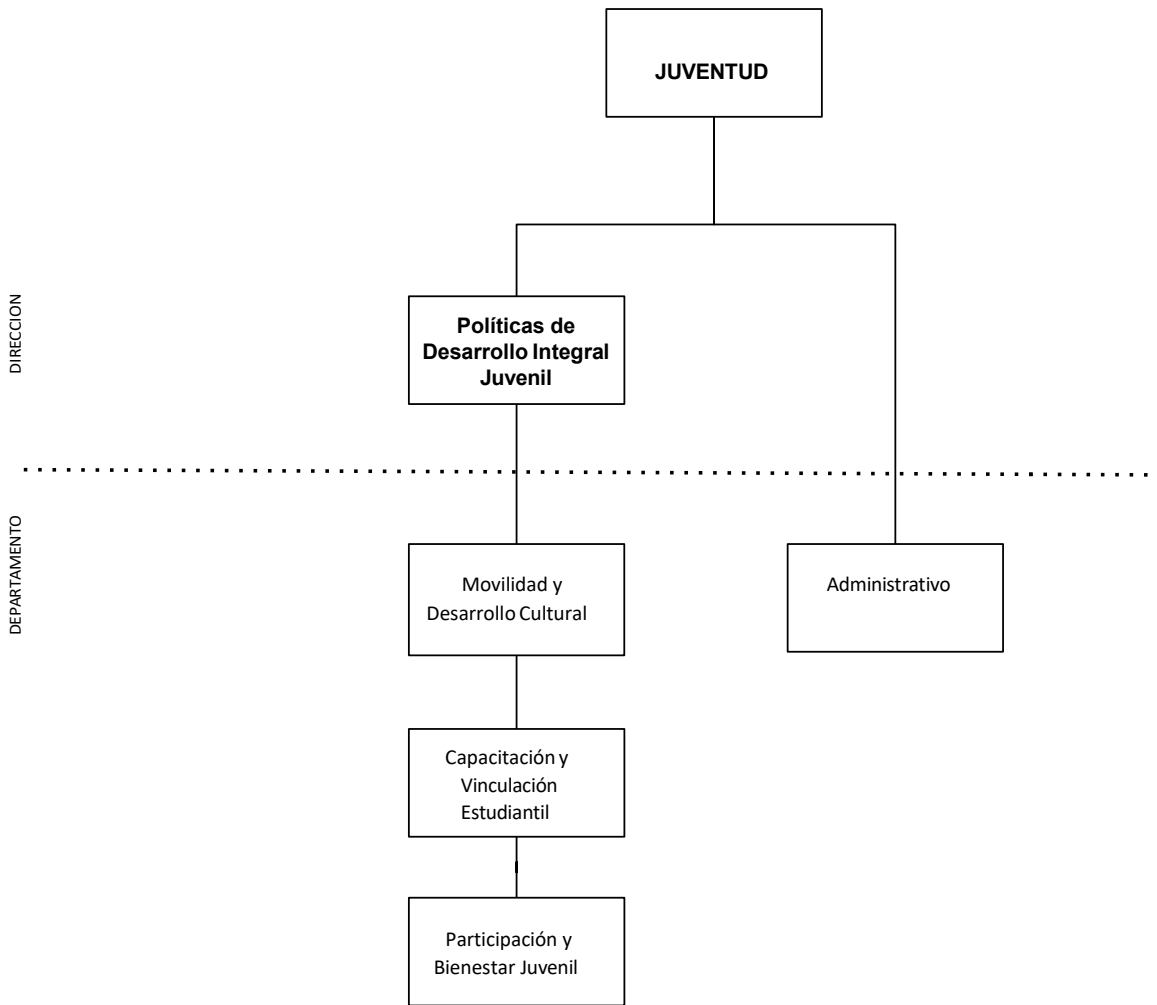 JUVENTUD
DIRECCION
Políticas de
Desarrollo Integral
Juvenil
DEPARTAMENTO
Movilidad y
Desarrollo Cultural
Administrativo
Capacitación y
Vinculación
Estudiantil
Participación y
Bienestar Juvenil